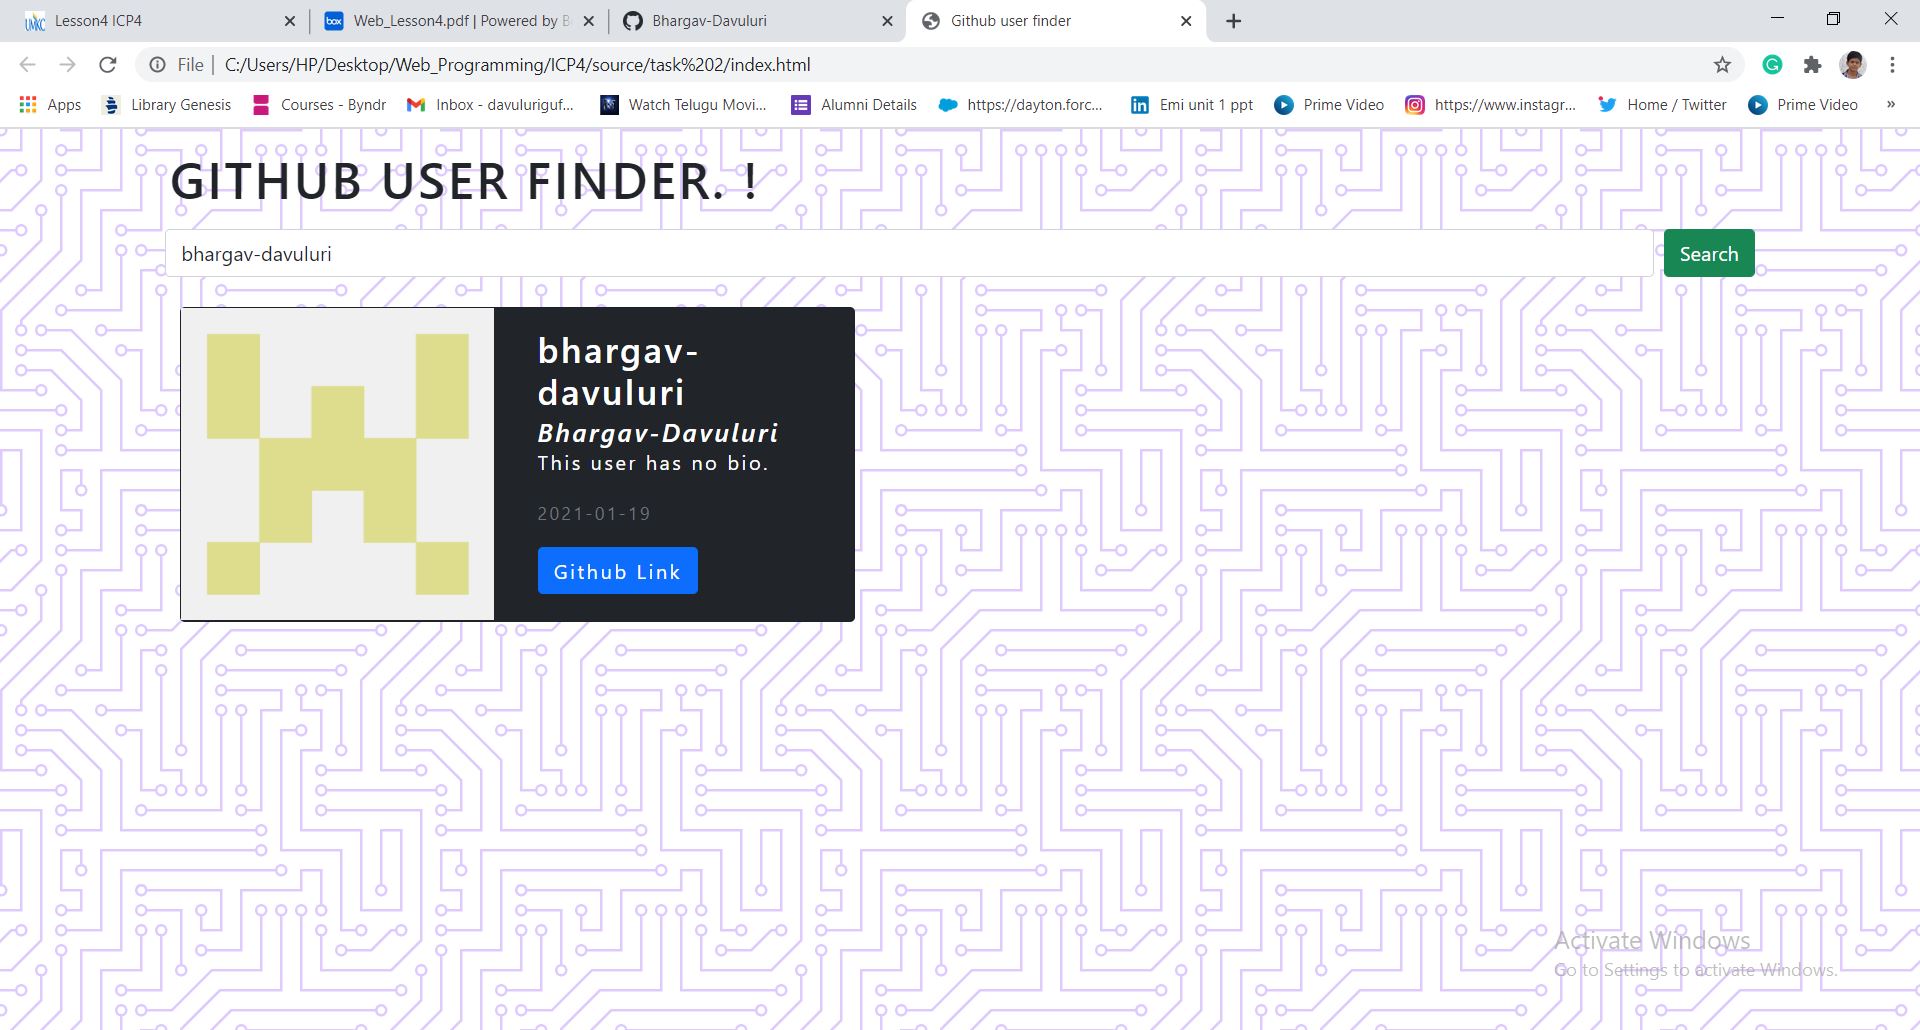 Lesson4 ICP4
Web_Lesson4.pdf | Powered by B
Bhargav-Davuluri
Github user finder
File | C:/Users/HP/Desktop/Web_Programming/ICP4/source/task%202/index.html
Apps
Library Genesis
Courses - Byndr
Inbox - davuluriguf...
Watch Telugu Movi...
Alumni Details
https://dayton.forc...
Emi unit 1 ppt
Prime Video
https://www.instagr...
Home / Twitter
Prime Video
»
GITHUB USER FINDER. !
bhargav-davuluri
Search
bhargav-
davuluri
Bhargav-Davuluri
This user has no bio.
2021-01-19
Github Link
Activate Windows
Go to Settings to activate Windows.